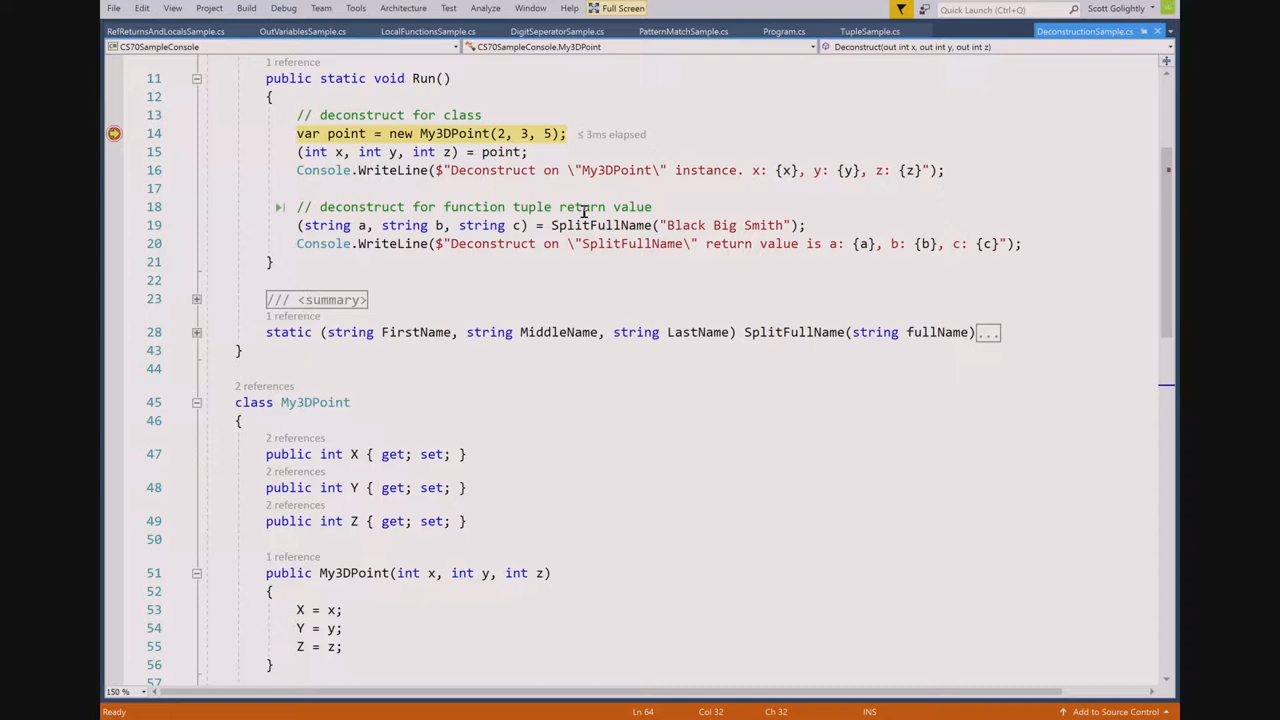 File Edit View Project Build Debug Team Tools Architecture Test Analyze Window Help Full Screen Quick Launch (Ctrl+Q) Scott Golightly
RefReturnsAndLocalsSample.cs OutVariablesSample.cs LocalFunctionsSample.cs DigitSeperatorSample.cs PatternMatchSample.cs Program.cs TupleSample.cs DeconstructionSample.cs
CS70SampleConsole CS70SampleConsole.My3DPoint Deconstruct(out int x, out int y, out int z)
1 reference
11 public static void Run()
12 {
13 // deconstruct for class
14 var point = new My3DPoint(2, 3, 5); ≤ 3ms elapsed
15 (int x, int y, int z) = point;
16 Console.WriteLine($"Deconstruct on \"My3DPoint\" instance. x: {x}, y: {y}, z: {z}");
17
18 // deconstruct for function tuple return value
19 (string a, string b, string c) = SplitFullName("Black Big Smith");
20 Console.WriteLine($"Deconstruct on \"SplitFullName\" return value is a: {a}, b: {b}, c: {c}");
21 }
22
23 /// <summary>
1 reference
28 static (string FirstName, string MiddleName, string LastName) SplitFullName(string fullName)...
43 }
44
2 references
45 class My3DPoint
46 {
2 references
47 public int X { get; set; }
2 references
48 public int Y { get; set; }
2 references
49 public int Z { get; set; }
50
1 reference
51 public My3DPoint(int x, int y, int z)
52 {
53 X = x;
54 Y = y;
55 Z = z;
56 }
57
150 %
Ready Ln 64 Col 32 Ch 32 INS Add to Source Control